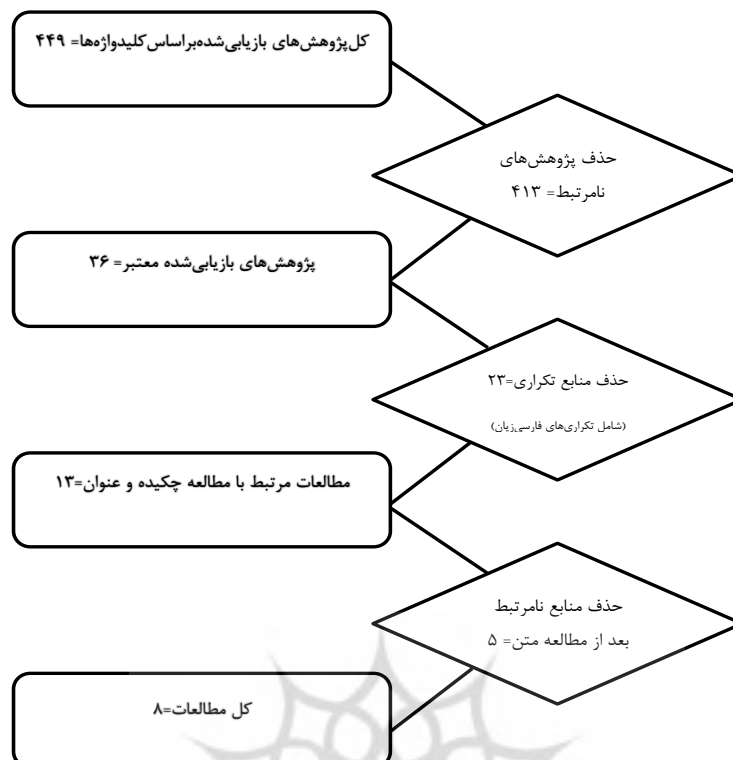 کل پژوهش‌های بازیابی‌شده‌براساس کلیدواژه‌ها= ۴۴۹
حذف پژوهش‌های
نامرتبط= ۴۱۳
پژوهش‌های بازیابی‌شده معتبر= ۳۶
حذف منابع تکراری=۲۳
(شامل تکراری‌های فارسی‌زبان)
مطالعات مرتبط با مطالعه چکیده و عنوان=۱۳
حذف منابع نامرتبط
بعد از مطالعه متن= ۵
کل مطالعات=۸